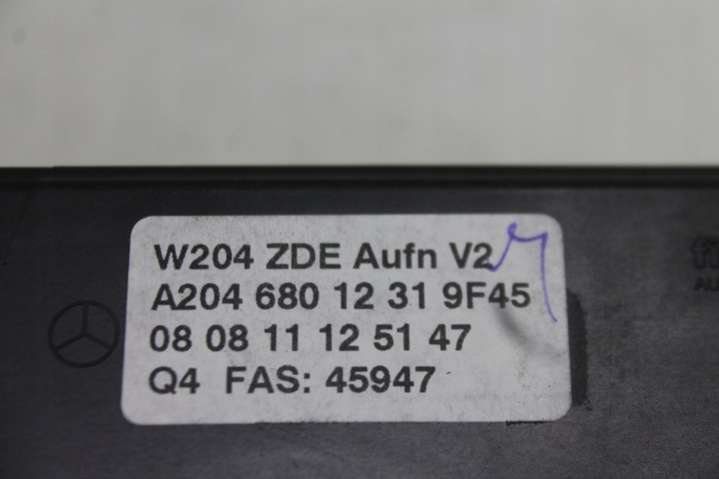 W204 ZDE Aufn V2
A204 680 12 31 9F45
08 08 11 12 51 47
Q4 FAS: 45947